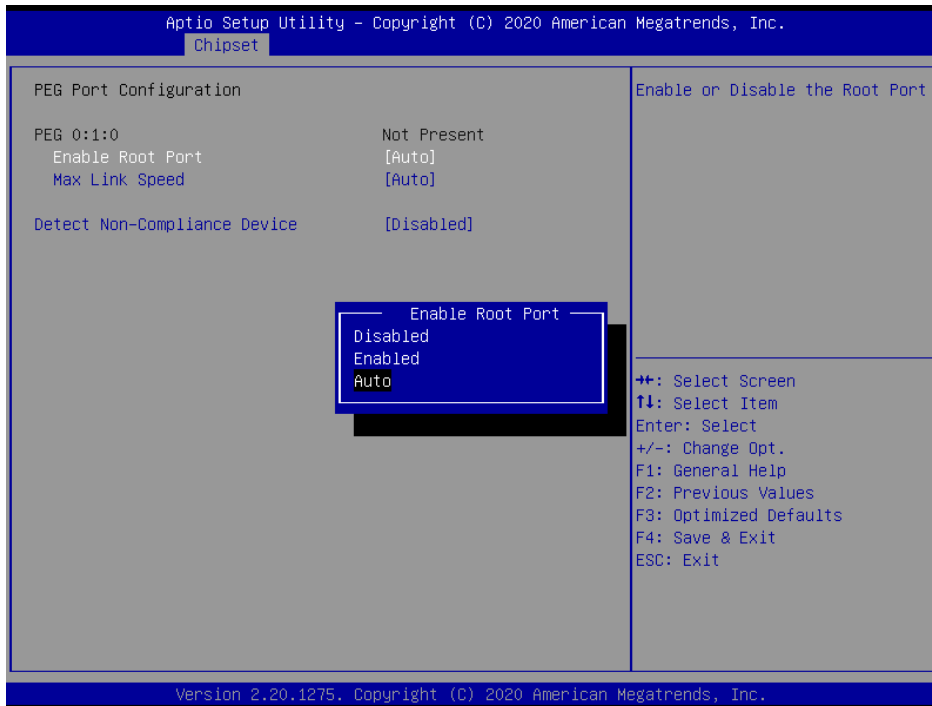 Aptio Setup Utility – Copyright (C) 2020 American Megatrends, Inc.
Chipset
PEG Port Configuration
PEG 0:1:0 Not Present
Enable Root Port [Auto]
Max Link Speed [Auto]
Detect Non-Compliance Device [Disabled]
Enable Root Port
Disabled
Enabled
Auto
Enable or Disable the Root Port
→←: Select Screen
↑↓: Select Item
Enter: Select
+/-: Change Opt.
F1: General Help
F2: Previous Values
F3: Optimized Defaults
F4: Save & Exit
ESC: Exit
Version 2.20.1275. Copyright (C) 2020 American Megatrends, Inc.